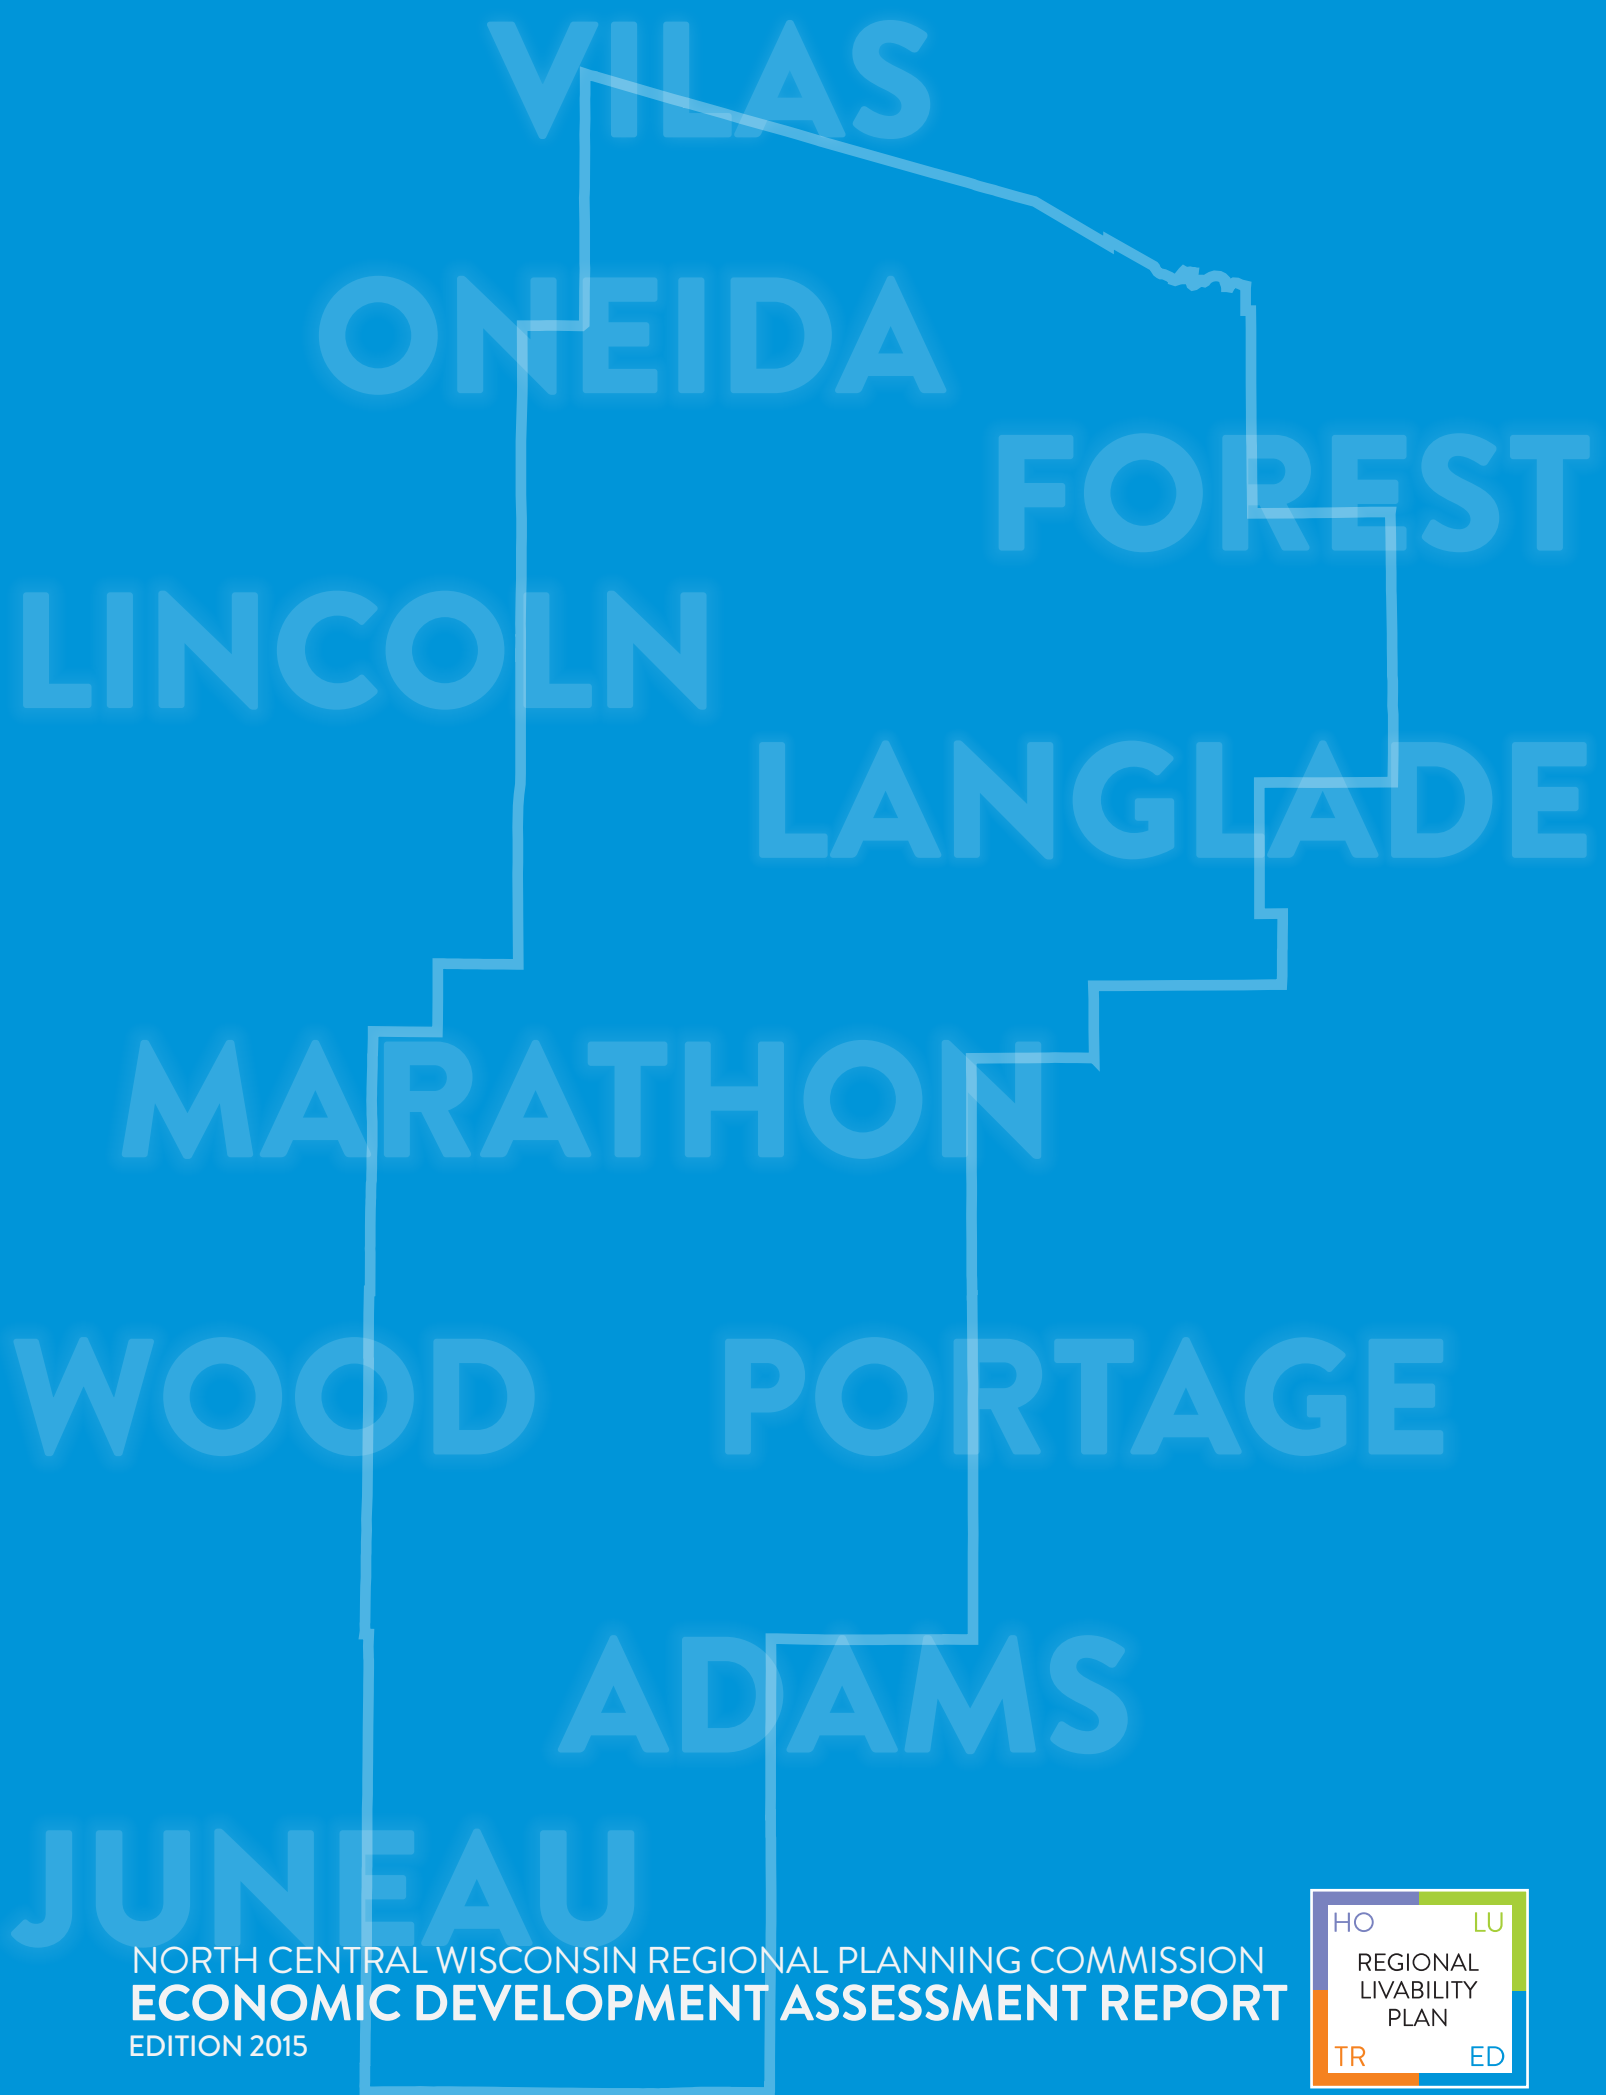 VILAS
ONEIDA
FOREST
LINCOLN
LANGLADE
MARATHON
WOOD PORTAGE
ADAMS
JUNEAU
NORTH CENTRAL WISCONSIN REGIONAL PLANNING COMMISSION
ECONOMIC DEVELOPMENT ASSESSMENT REPORT
EDITION 2015
HO LU
REGIONAL
LIVABILITY
PLAN
TR ED